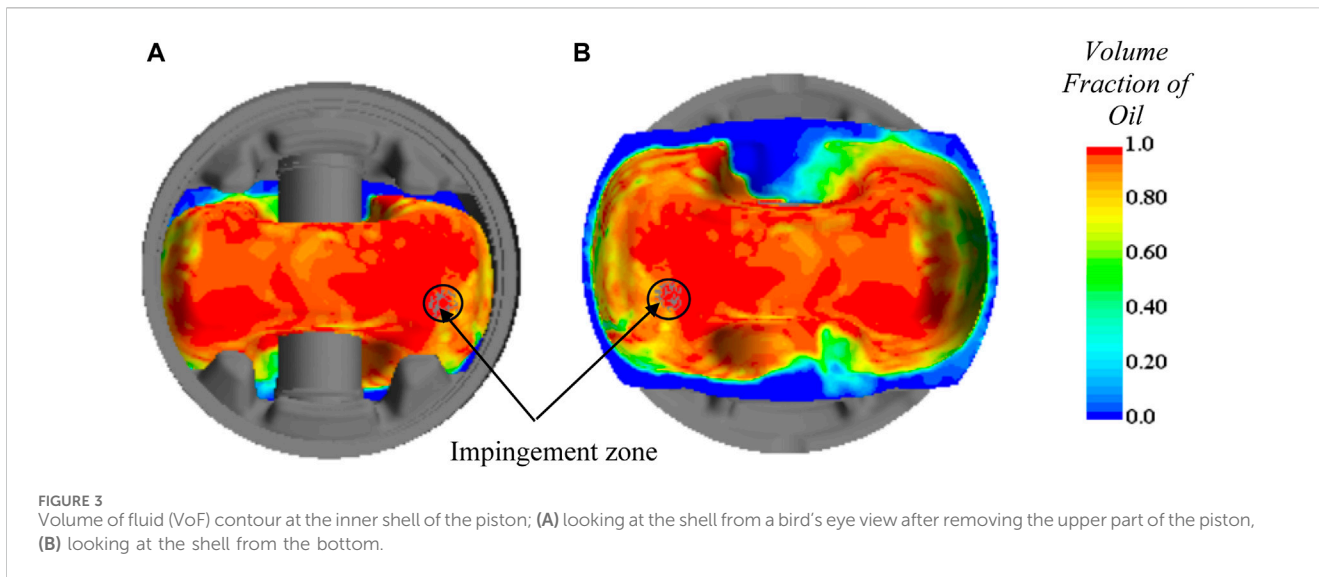 A
B
Volume
Fraction of
Oil
1.0
0.80
0.60
0.40
0.20
0.0
Impingement zone
FIGURE 3
Volume of fluid (VoF) contour at the inner shell of the piston; (A) looking at the shell from a bird's eye view after removing the upper part of the piston,
(B) looking at the shell from the bottom.